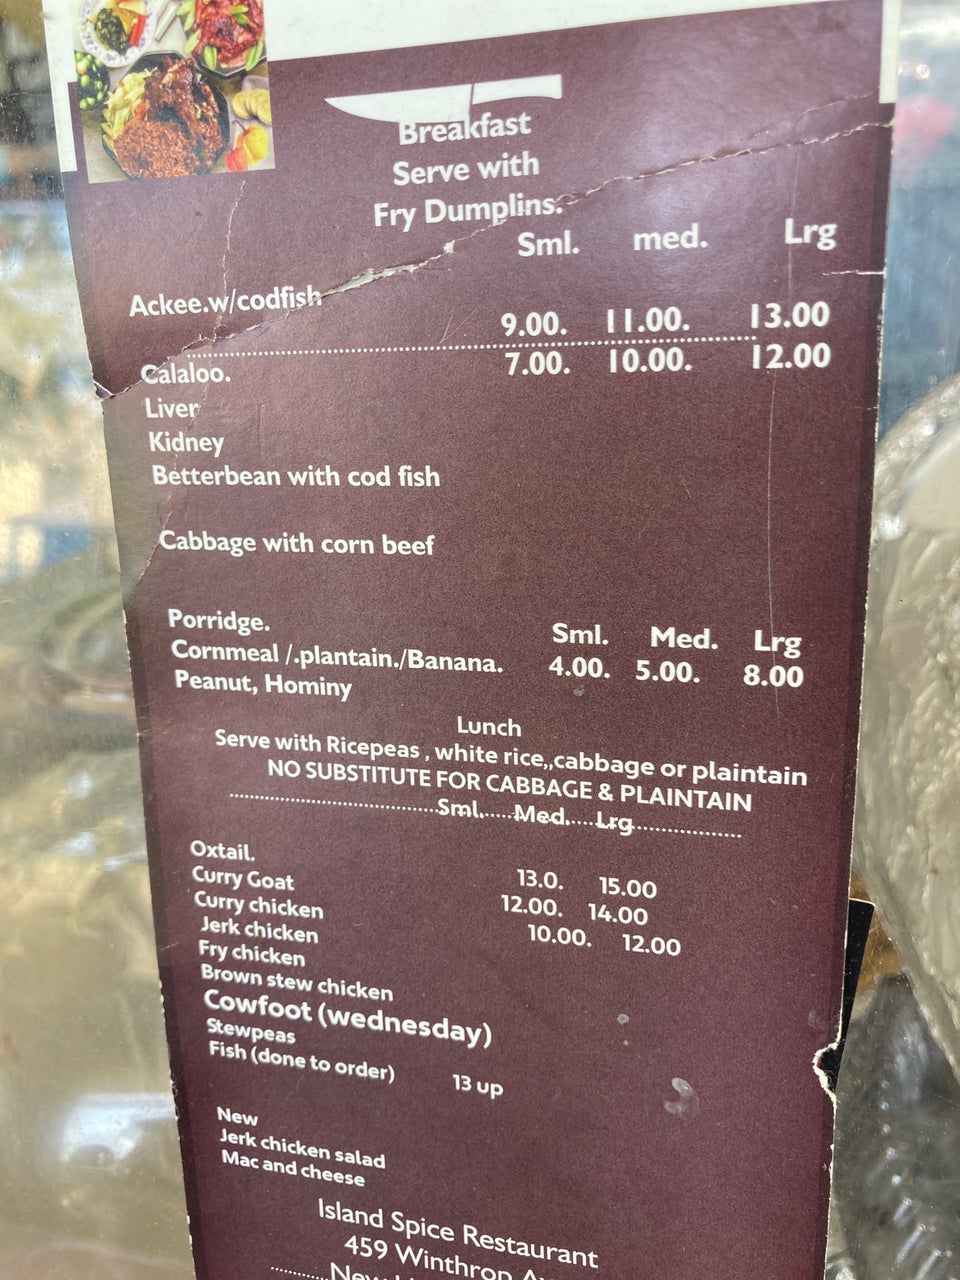 Breakfast
Serve with
Fry Dumplins.
Sml. med. Lrg
Ackee.w/codfish
9.00. 11.00. 13.00
Calaloo. 7.00. 10.00. 12.00
Liver
Kidney
Betterbean with cod fish
Cabbage with corn beef
Porridge. Sml. Med. Lrg
Cornmeal /.plantain./Banana. 4.00. 5.00. 8.00
Peanut, Hominy
Lunch
Serve with Ricepeas , white rice,,cabbage or plaintain
NO SUBSTITUTE FOR CABBAGE & PLAINTAIN
Sml......Med.....Lrg
Oxtail. 13.0. 15.00
Curry Goat 12.00. 14.00
Curry chicken 10.00. 12.00
Jerk chicken
Fry chicken
Brown stew chicken
Cowfoot (wednesday)
Stewpeas
Fish (done to order) 13 up
New
Jerk chicken salad
Mac and cheese
Island Spice Restaurant
459 Winthrop